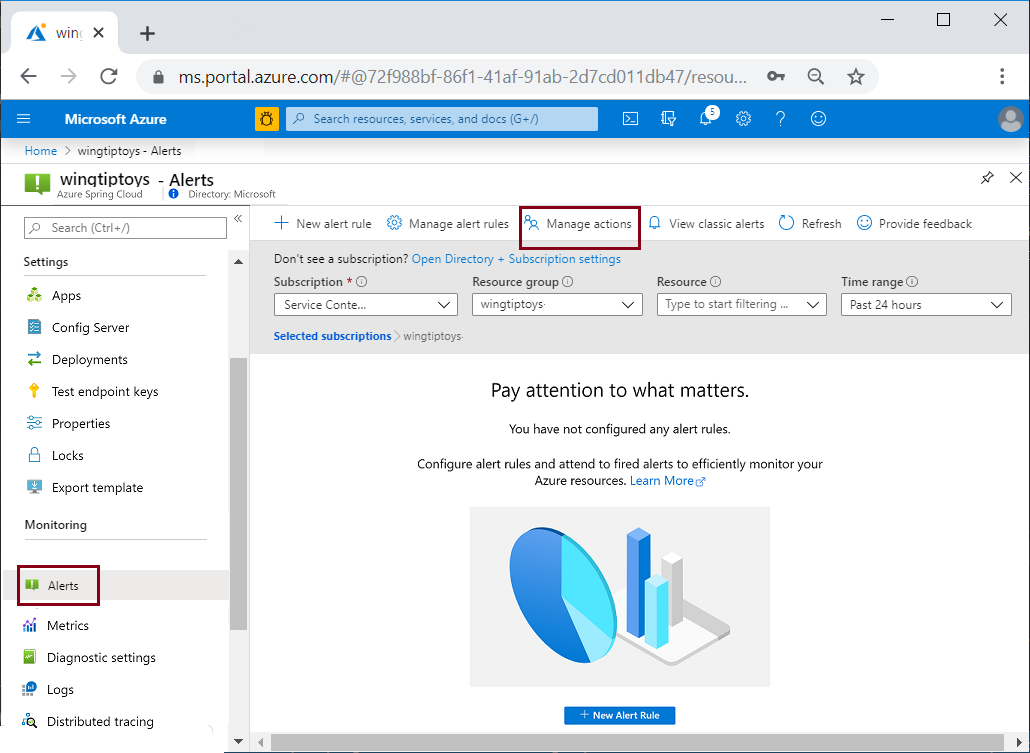 wing
ms.portal.azure.com/#@72f988bf-86f1-41af-91ab-2d7cd011db47/resou...
Microsoft Azure
Search resources, services, and docs (G+/)
5
Home > wingtiptoys - Alerts
wingtiptoys - Alerts
Azure Spring Cloud
Directory: Microsoft
Search (Ctrl+/)
Settings
Apps
Config Server
Deployments
Test endpoint keys
Properties
Locks
Export template
Monitoring
Alerts
Metrics
Diagnostic settings
Logs
Distributed tracing
New alert rule
Manage alert rules
Manage actions
View classic alerts
Refresh
Provide feedback
Don't see a subscription? Open Directory + Subscription settings
Subscription *
Resource group
Resource
Time range
Service Conte...
wingtiptoys
Type to start filtering ...
Past 24 hours
Selected subscriptions > wingtiptoys
Pay attention to what matters.
You have not configured any alert rules.
Configure alert rules and attend to fired alerts to efficiently monitor your
Azure resources. Learn More
+ New Alert Rule